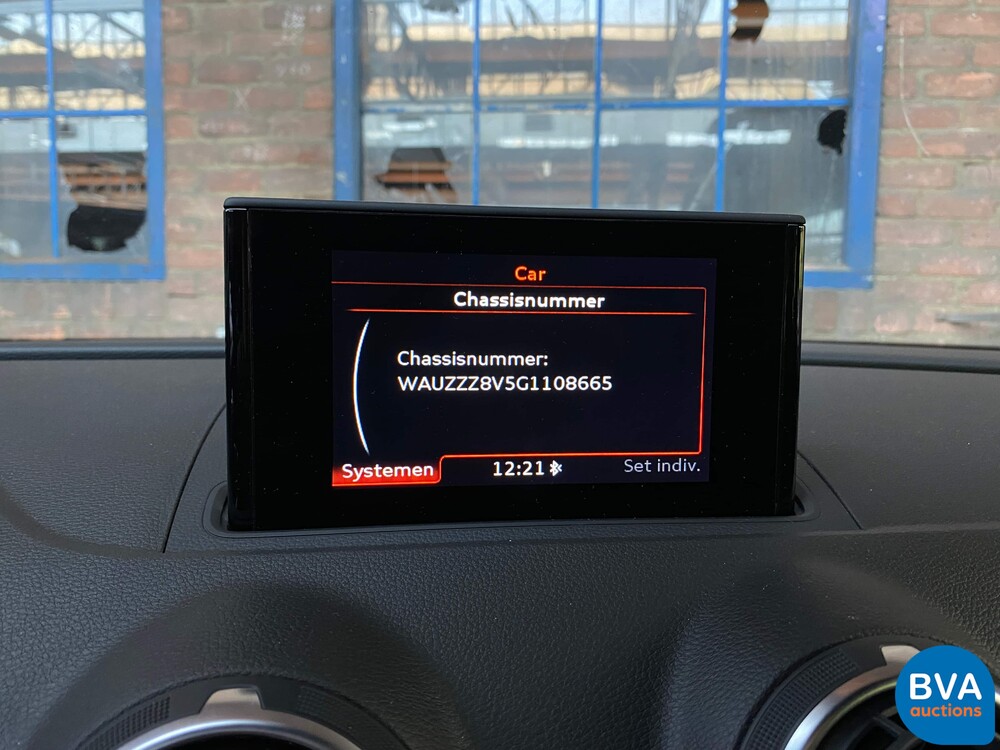 Car
Chassisnummer
Chassisnummer:
WAUZZZ8V5G1108665
Systemen 12:21 Set indiv.
BVA
auctions